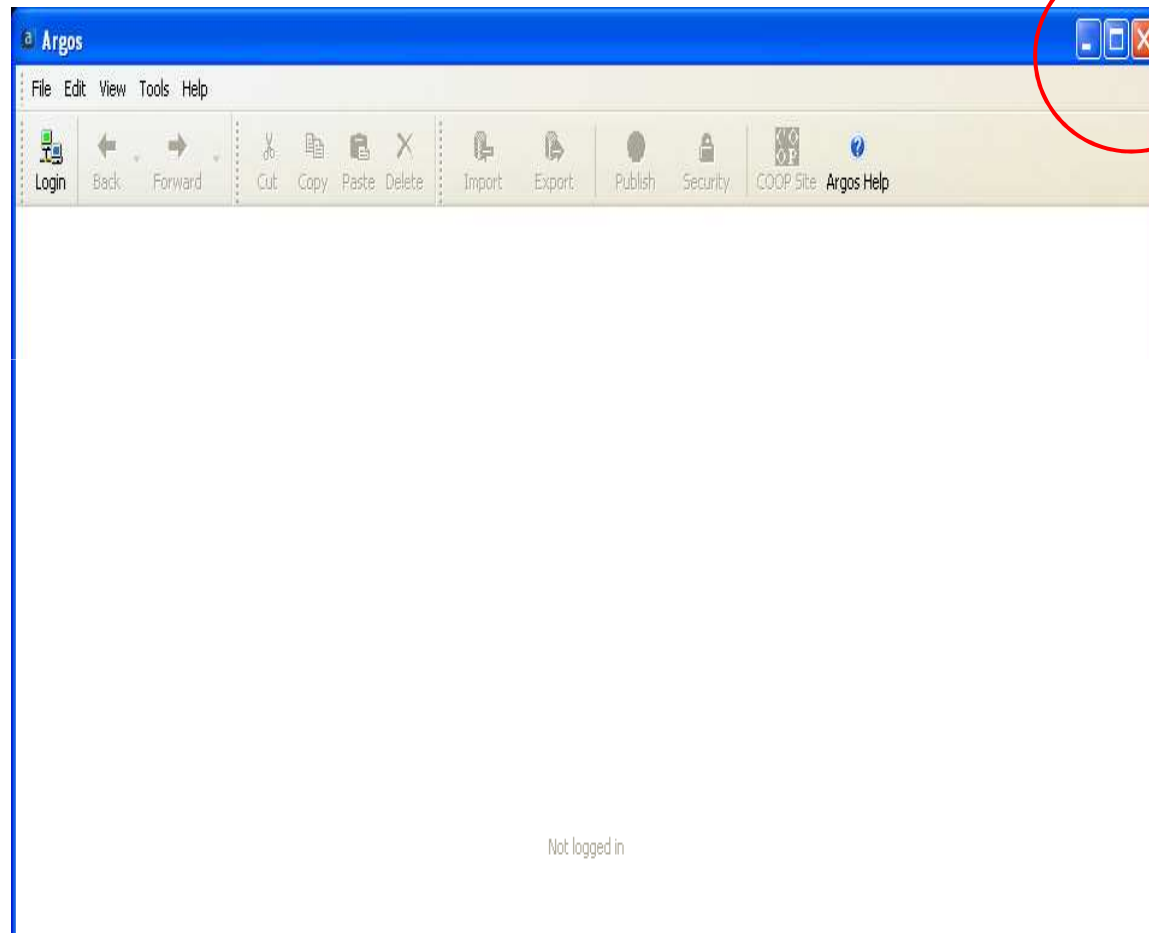 Argos
File Edit View Tools Help
Login Back Forward Cut Copy Paste Delete Import Export Publish Security COOP Site Argos Help
Not logged in